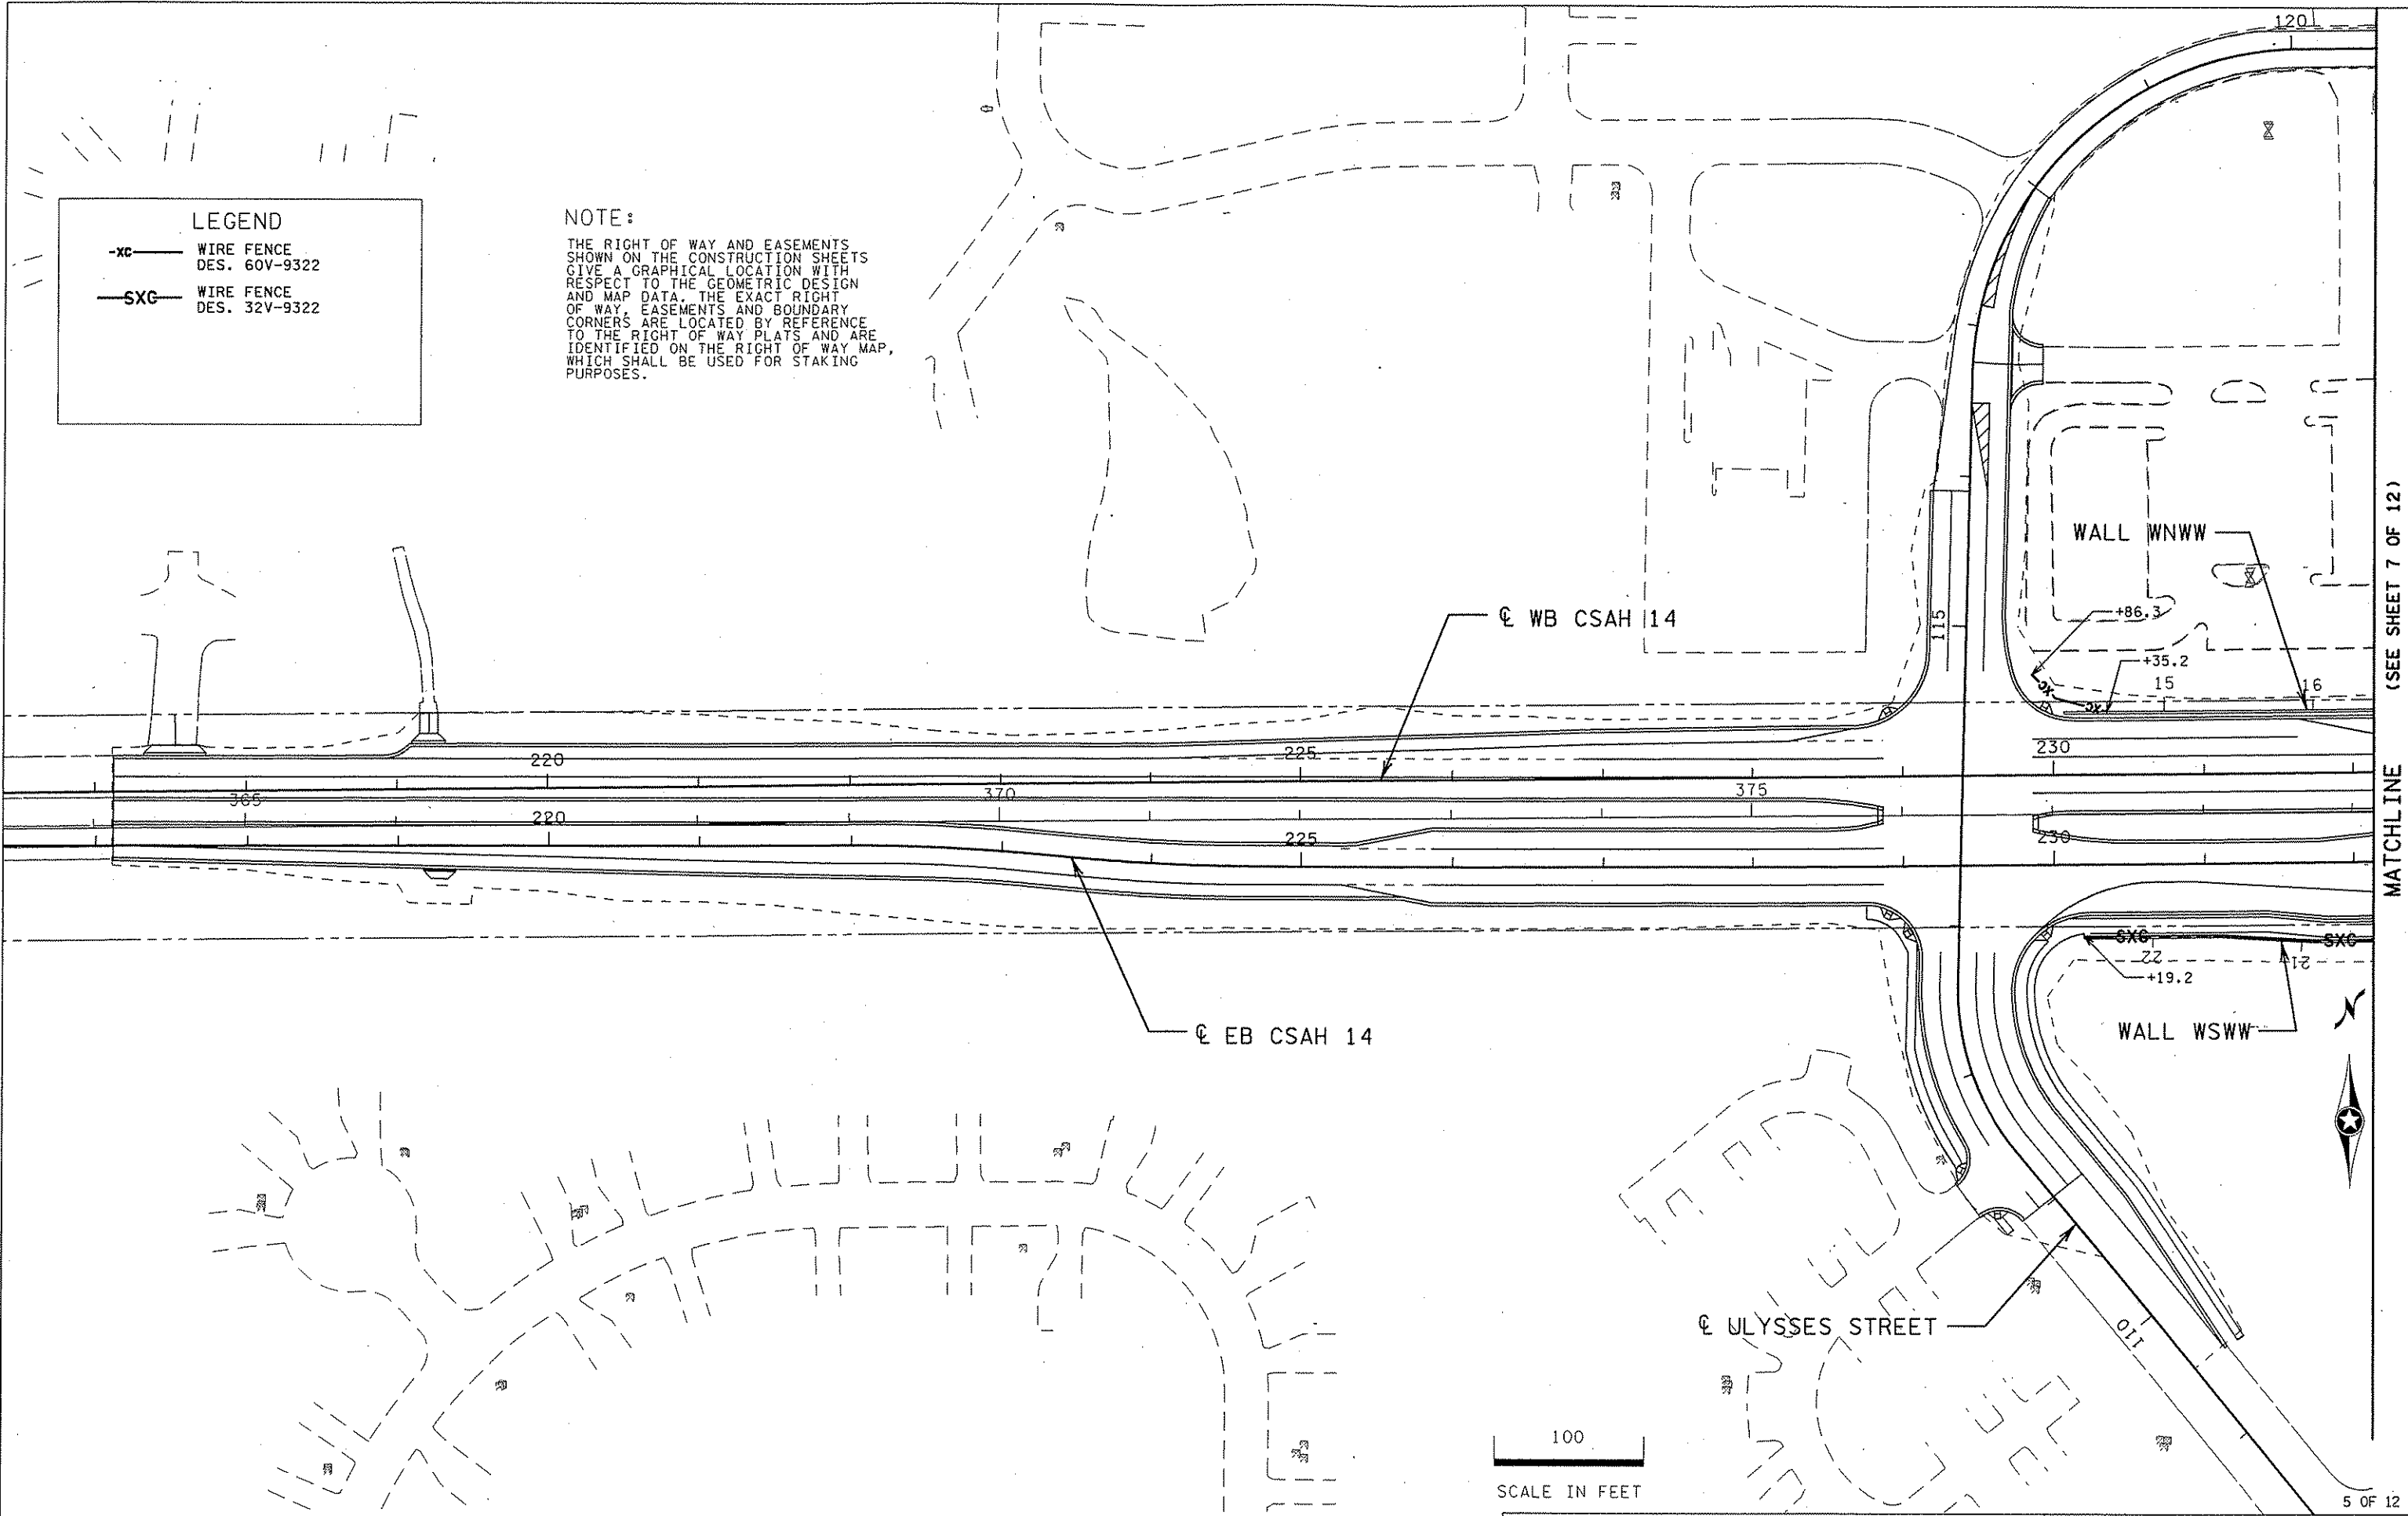 120
LEGEND
-XC- WIRE FENCE
DES. 60V-9322
SXG WIRE FENCE
DES. 32V-9322
NOTE:
THE RIGHT OF WAY AND EASEMENTS
SHOWN ON THE CONSTRUCTION SHEETS
GIVE A GRAPHICAL LOCATION WITH
RESPECT TO THE GEOMETRIC DESIGN
AND MAP DATA. THE EXACT RIGHT
OF WAY, EASEMENTS AND BOUNDARY
CORNERS ARE LOCATED BY REFERENCE
TO THE RIGHT OF WAY PLATS AND ARE
IDENTIFIED ON THE RIGHT OF WAY MAP,
WHICH SHALL BE USED FOR STAKING
PURPOSES.
WALL WNWW
℄ WB CSAH 14
115
+86.3
+35.2
XC
XC
15
16
220
225
230
365
370
375
220
225
230
SXG
SXG
22
21
+19.2
WALL WSWW
N
℄ EB CSAH 14
℄ ULYSSES STREET
110
100
SCALE IN FEET
MATCHLINE (SEE SHEET 7 OF 12)
5 OF 12